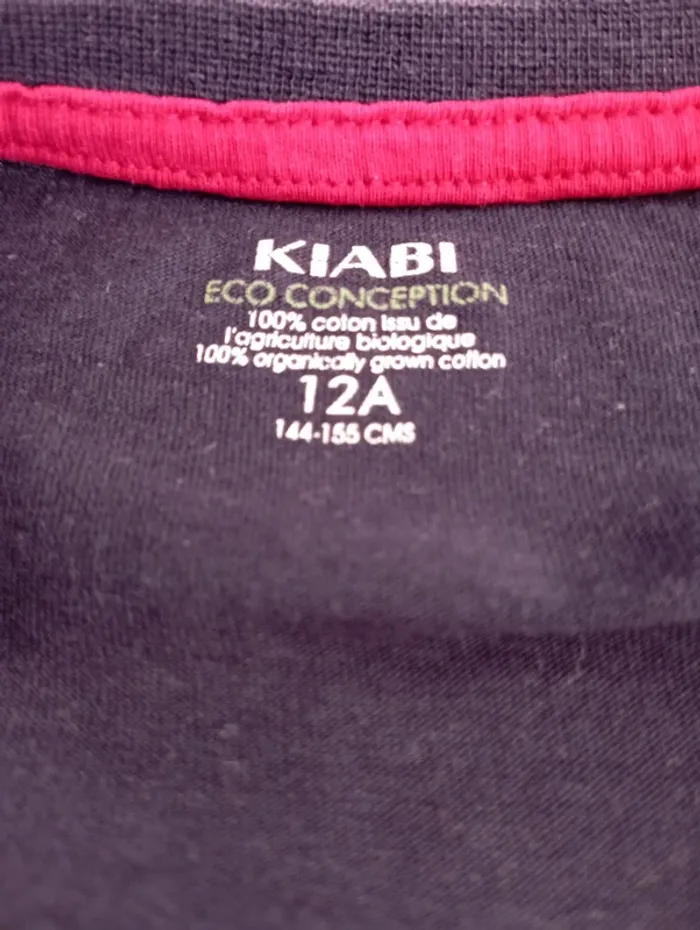 KIABI
ECO CONCEPTION
100% coton issu de
l'agriculture biologique
100% organically grown cotton
12A
144-155 CMS